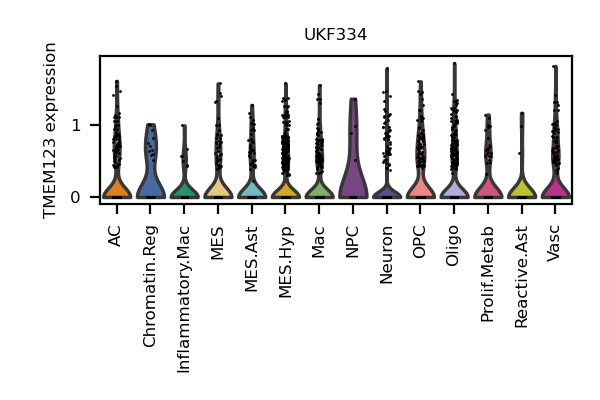 UKF334
TMEM123 expression
1
0
AC
Chromatin.Reg
Inflammatory.Mac
MES
MES.Ast
MES.Hyp
Mac
NPC
Neuron
OPC
Oligo
Prolif.Metab
Reactive.Ast
Vasc